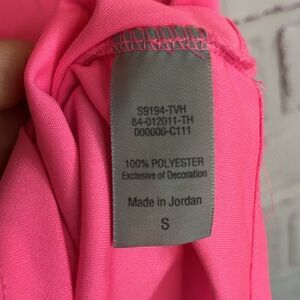 S9194-TVH
84-012011-TH
000000-C111
100% POLYESTER
Exclusive of Decoration
Made in Jordan
S